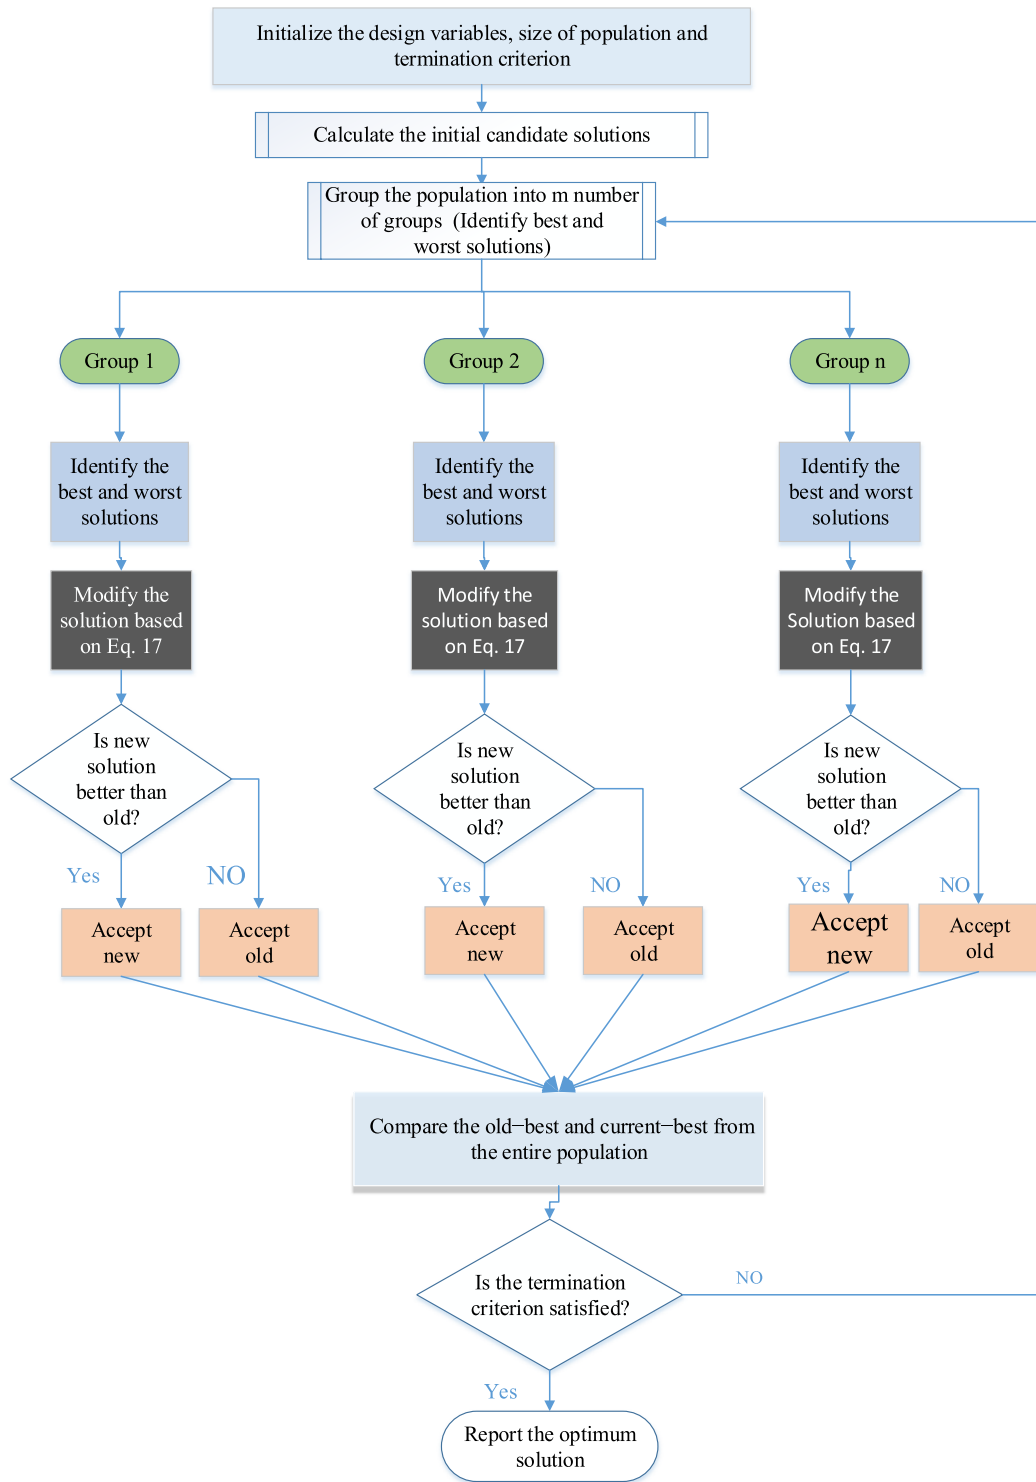 Initialize the design variables, size of population and
termination criterion
Calculate the initial candidate solutions
Group the population into m number
of groups (Identify best and
worst solutions)
Group 1
Group 2
Group n
Identify the
best and worst
solutions
Identify the
best and worst
solutions
Identify the
best and worst
solutions
Modify the
solution based
on Eq. 17
Modify the
solution based
on Eq. 17
Modify the
Solution based
on Eq. 17
Is new
solution
better than
old?
Is new
solution
better than
old?
Is new
solution
better than
old?
Yes
NO
Yes
NO
Yes
NO
Accept
new
Accept
old
Accept
new
Accept
old
Accept
new
Accept
old
Compare the old−best and current−best from
the entire population
Is the termination
criterion satisfied?
NO
Yes
Report the optimum
solution